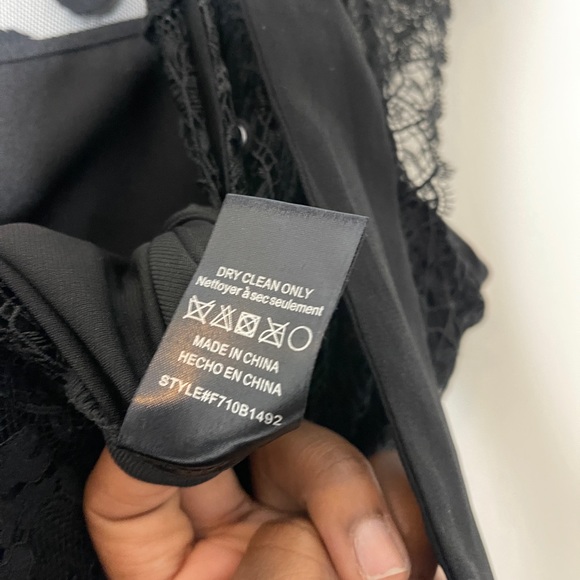 DRY CLEAN ONLY
Nettoyer à sec seulement
MADE IN CHINA
HECHO EN CHINA
STYLE#F710B1492